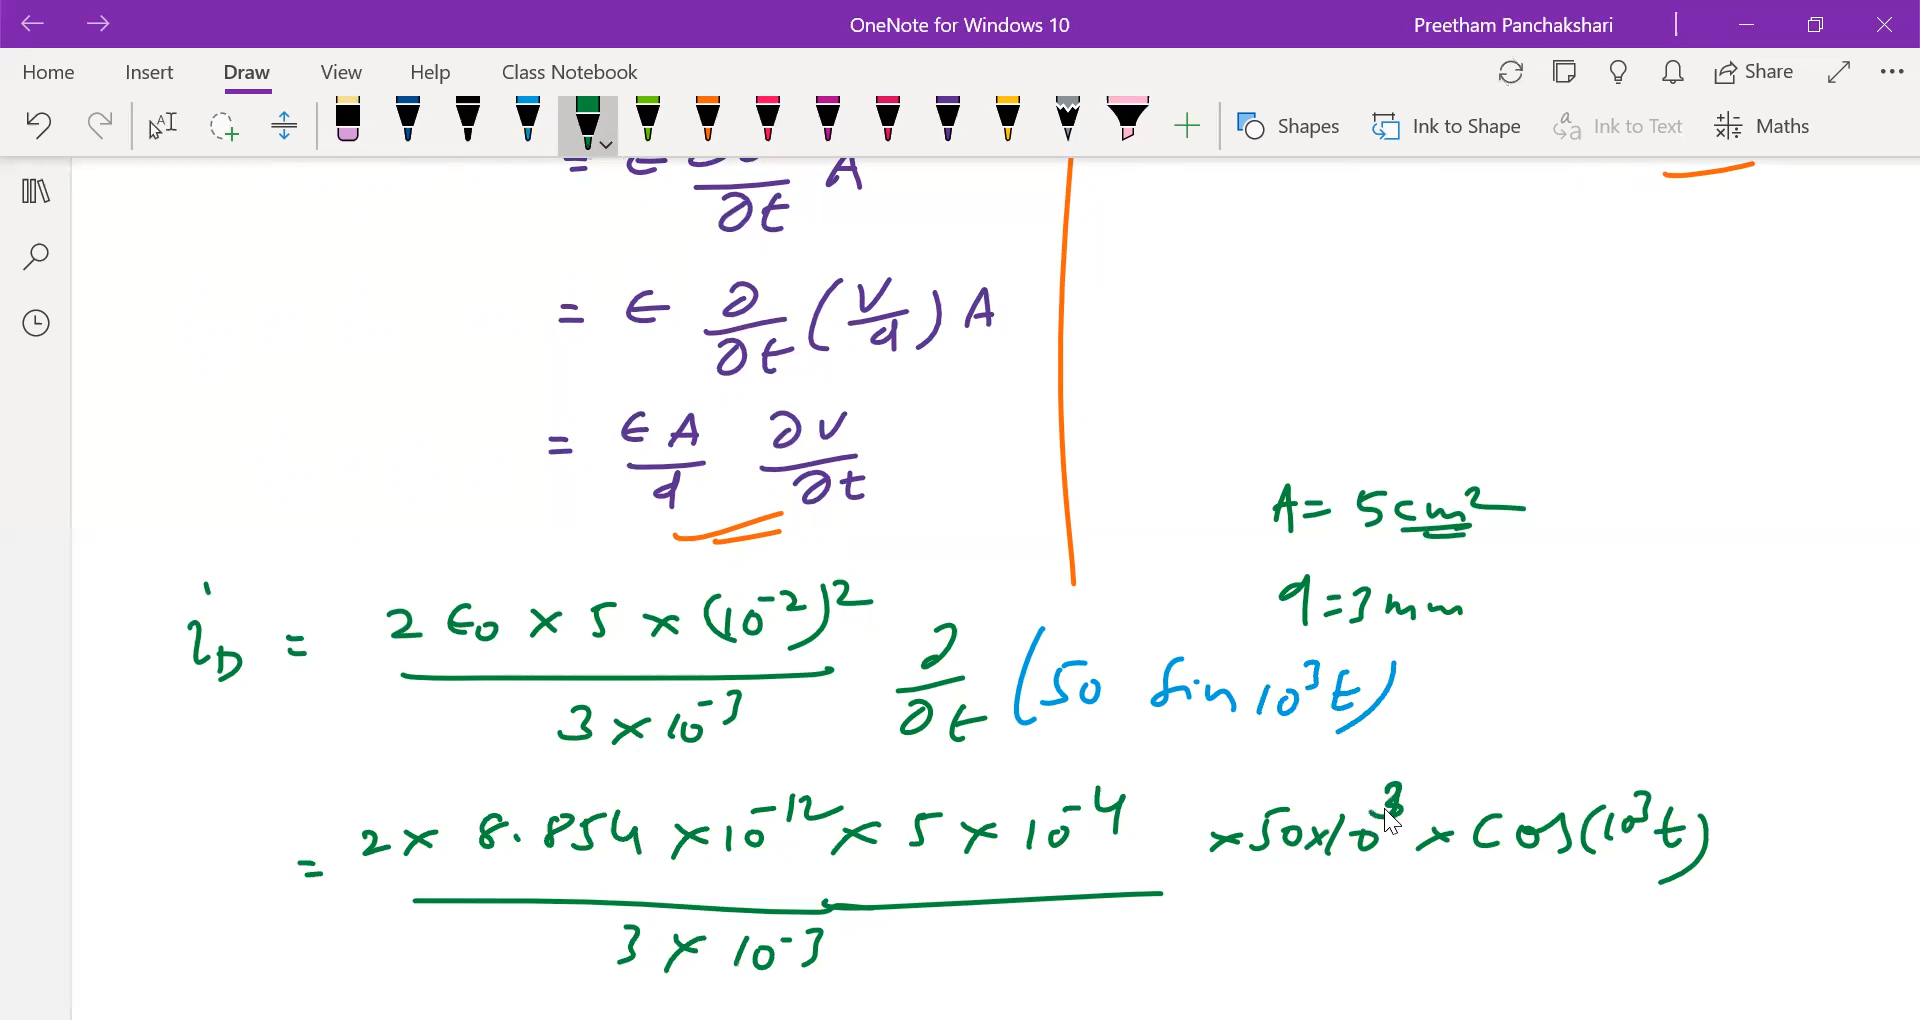 OneNote for Windows 10
Preetham Panchakshari
Home Insert Draw View Help Class Notebook Share
Shapes Ink to Shape Ink to Text Maths
∂t A
= ϵ ∂/∂t (V/d) A
= ϵA/d ∂V/∂t
A = 5cm²
d = 3mm
i_D = 2ϵ₀ × 5 × (10⁻²)² / 3 × 10⁻³ ∂/∂t (50 sin 10³t)
= 2 × 8.854 × 10⁻¹² × 5 × 10⁻⁴ / 3 × 10⁻³ × 50 × 10³ × cos(10³t)